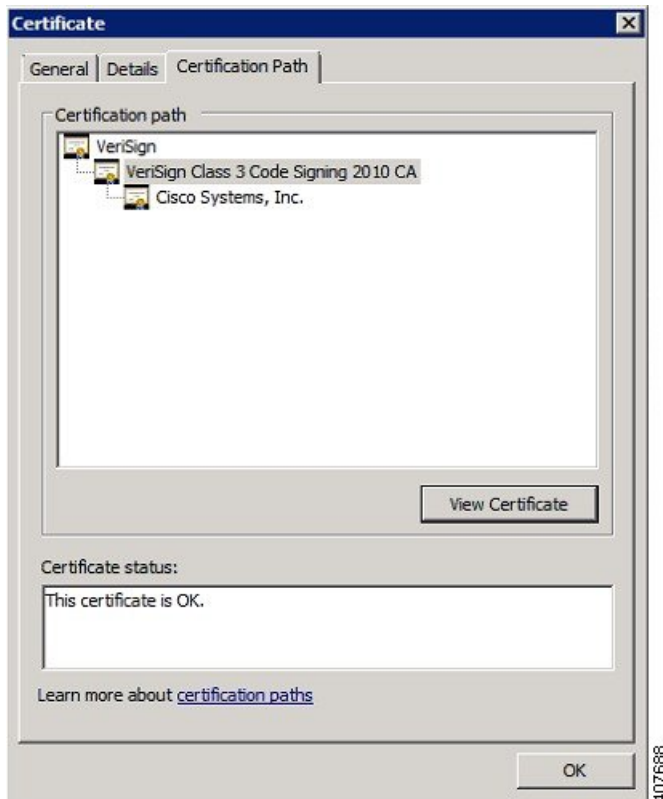 Certificate
General
Details
Certification Path
Certification path
VeriSign
VeriSign Class 3 Code Signing 2010 CA
Cisco Systems, Inc.
View Certificate
Certificate status:
This certificate is OK.
Learn more about certification paths
OK
107688